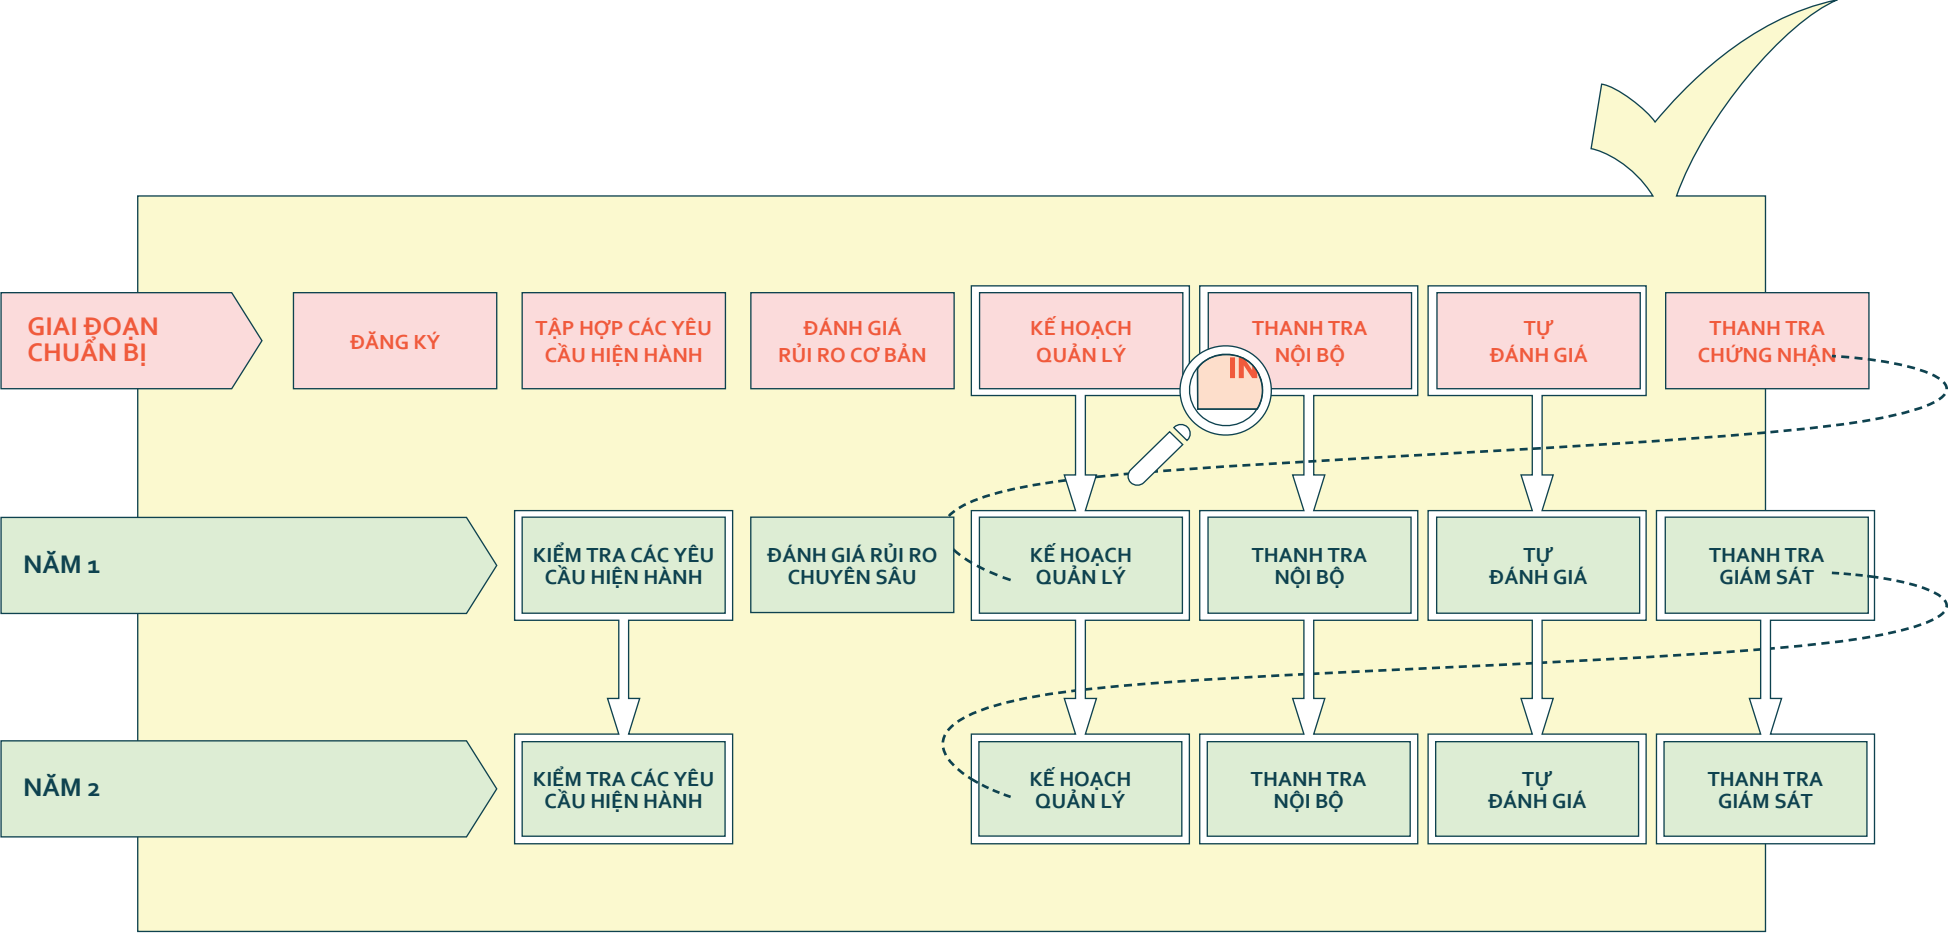 GIAI ĐOẠN
CHUẨN BỊ
ĐĂNG KÝ
TẬP HỢP CÁC YÊU
CẦU HIỆN HÀNH
ĐÁNH GIÁ
RỦI RO CƠ BẢN
KẾ HOẠCH
QUẢN LÝ
THANH TRA
NỘI BỘ
IN
TỰ
ĐÁNH GIÁ
THANH TRA
CHỨNG NHẬN
NĂM 1
KIỂM TRA CÁC YÊU
CẦU HIỆN HÀNH
ĐÁNH GIÁ RỦI RO
CHUYÊN SÂU
KẾ HOẠCH
QUẢN LÝ
THANH TRA
NỘI BỘ
TỰ
ĐÁNH GIÁ
THANH TRA
GIÁM SÁT
NĂM 2
KIỂM TRA CÁC YÊU
CẦU HIỆN HÀNH
KẾ HOẠCH
QUẢN LÝ
THANH TRA
NỘI BỘ
TỰ
ĐÁNH GIÁ
THANH TRA
GIÁM SÁT